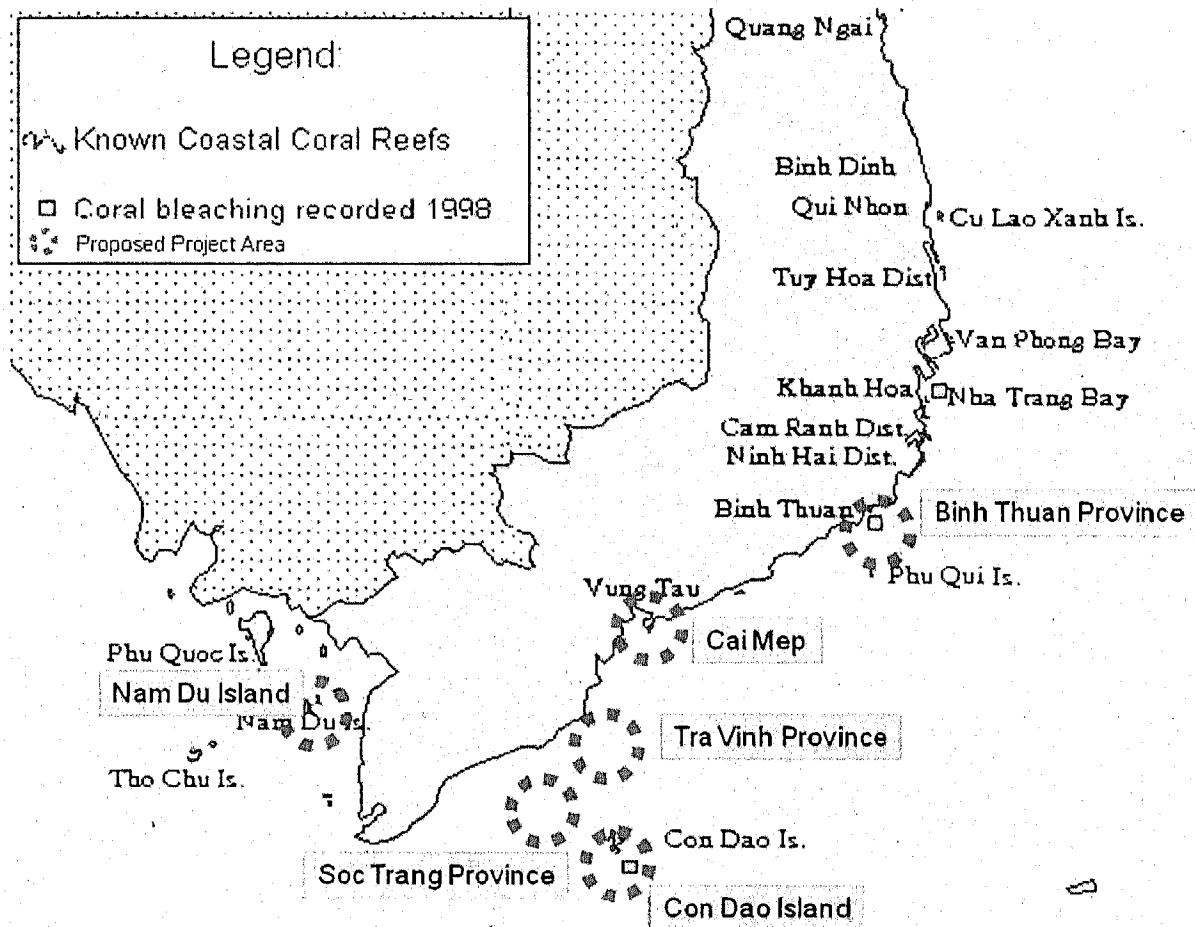 Legend:
Known Coastal Coral Reefs
Coral bleaching recorded 1998
Proposed Project Area
Quang Ngai
Binh Dinh
Qui Nhon
Cu Lao Xanh Is.
Tuy Hoa Dist
Van Phong Bay
Khanh Hoa
Nha Trang Bay
Cam Ranh Dist.
Ninh Hai Dist.
Binh Thuan
Binh Thuan Province
Phu Qui Is.
Vung Tau
Cai Mep
Phu Quoc Is.
Nam Du Island
Nam Du Is.
Tra Vinh Province
Tho Chu Is.
Con Dao Is.
Soc Trang Province
Con Dao Island